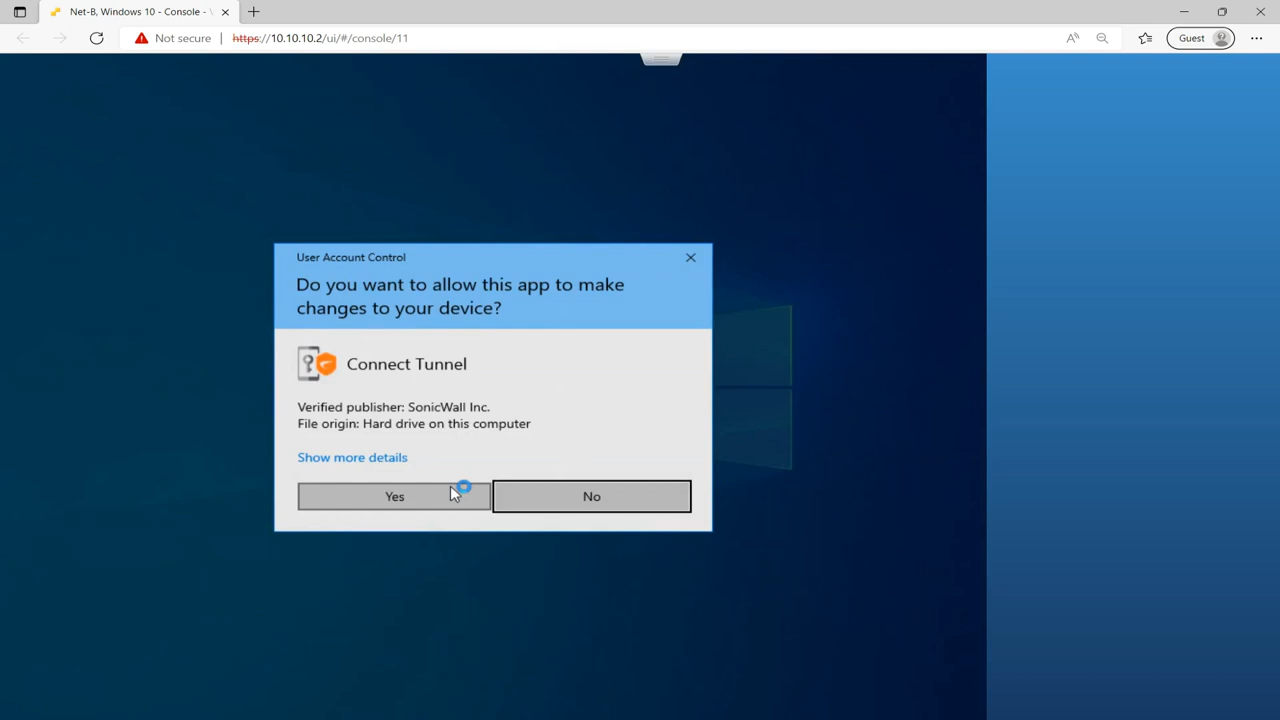 Net-B, Windows 10 - Console -
Not secure
https://10.10.10.2/ui/#/console/11
Guest
User Account Control
Do you want to allow this app to make
changes to your device?
Connect Tunnel
Verified publisher: SonicWall Inc.
File origin: Hard drive on this computer
Show more details
Yes
No